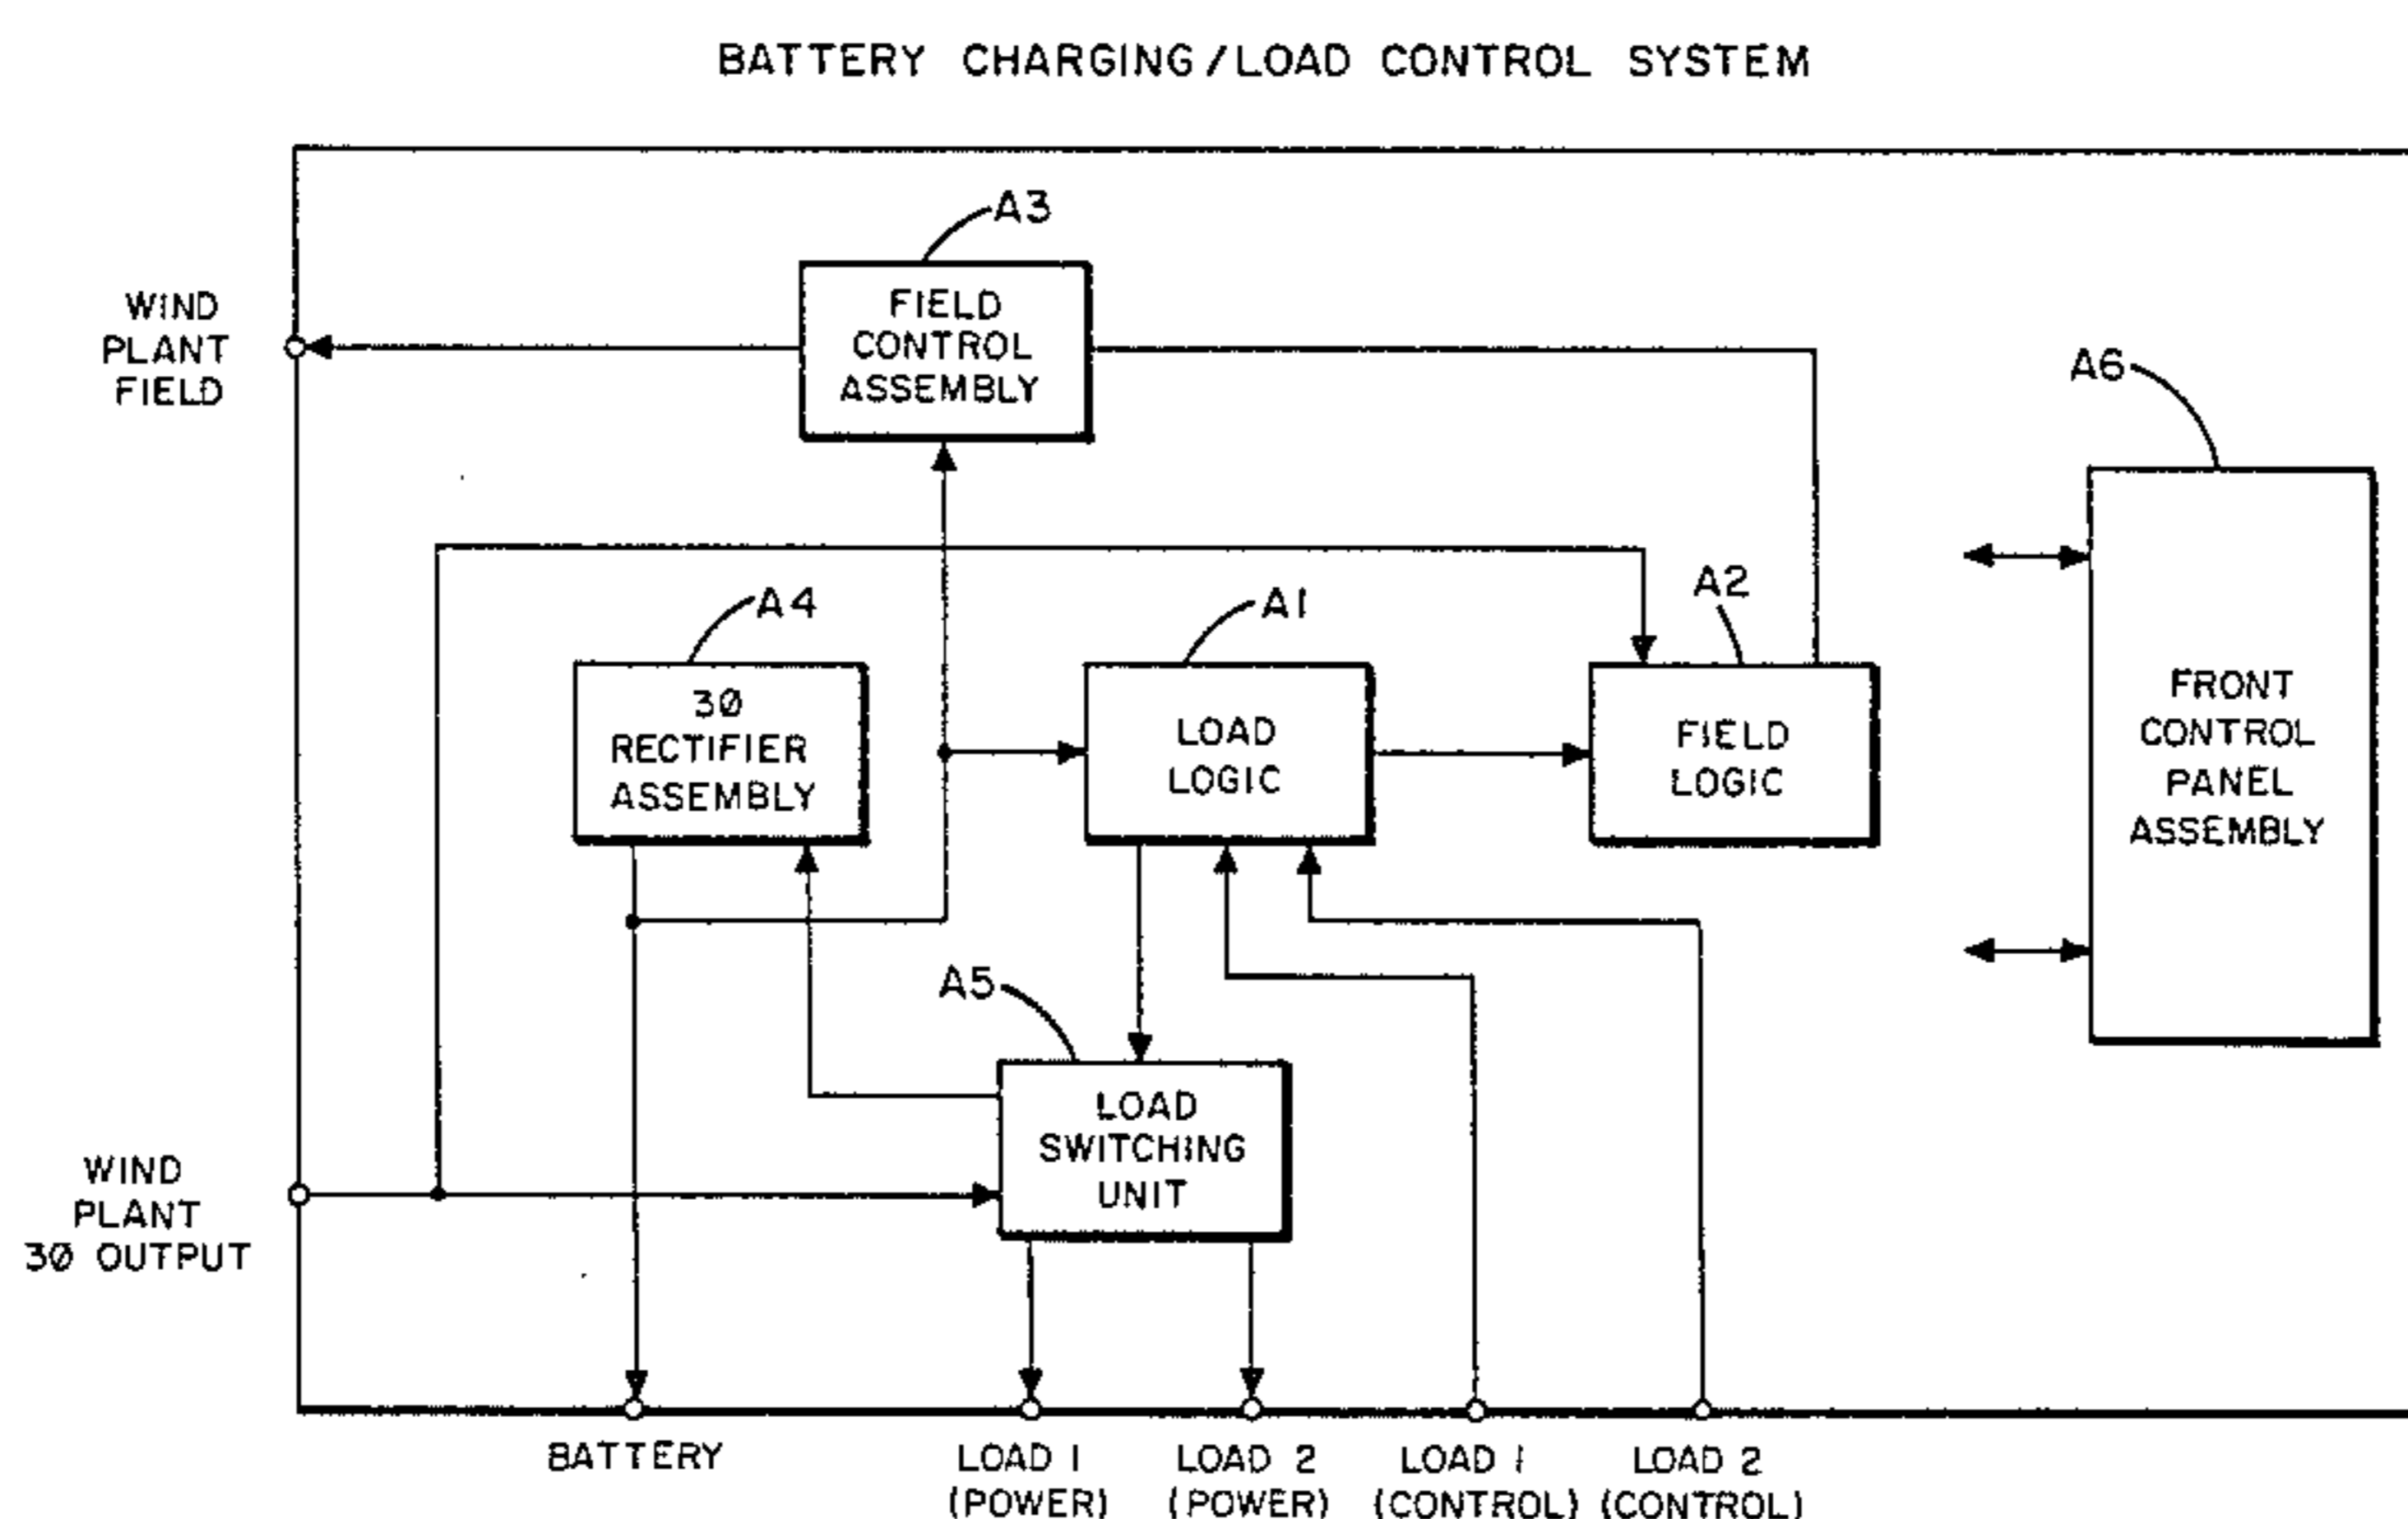 BATTERY CHARGING/LOAD CONTROL SYSTEM
A3
FIELD
CONTROL
ASSEMBLY
WIND
PLANT
FIELD
A6
A4
A1
A2
3Ø
RECTIFIER
ASSEMBLY
LOAD
LOGIC
FIELD
LOGIC
FRONT
CONTROL
PANEL
ASSEMBLY
A5
LOAD
SWITCHING
UNIT
WIND
PLANT
3Ø OUTPUT
BATTERY
LOAD 1
(POWER)
LOAD 2
(POWER)
LOAD 1
(CONTROL)
LOAD 2
(CONTROL)